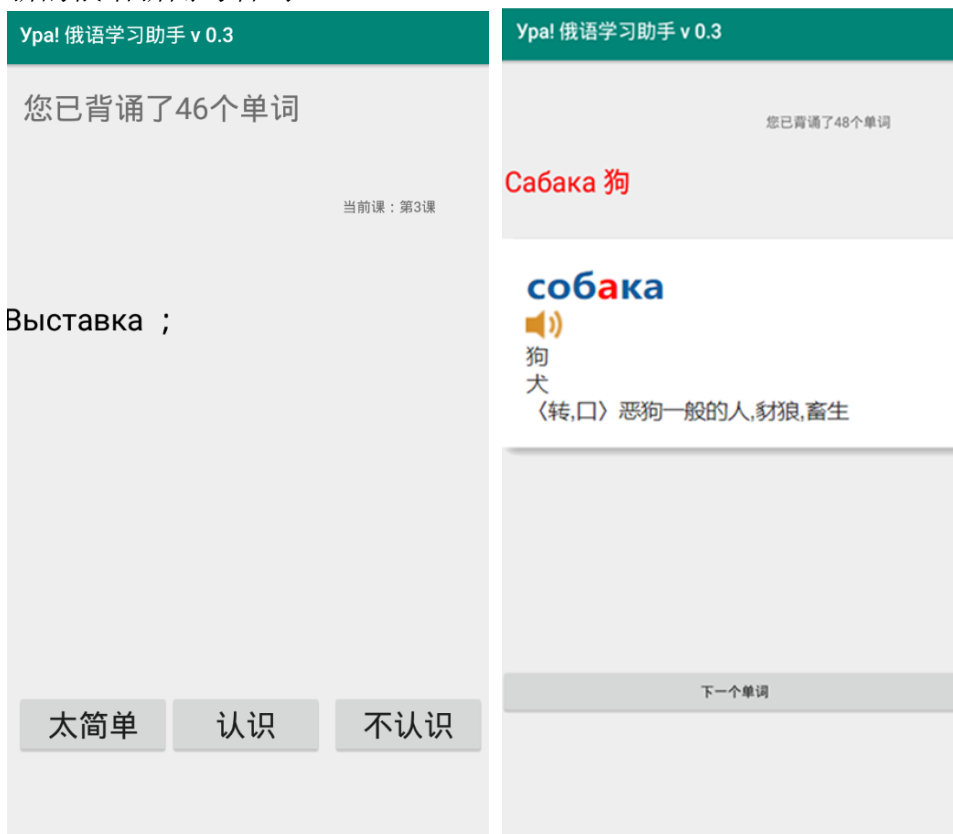 Ура! 俄语学习助手 v 0.3
您已背诵了46个单词
当前课：第3课
Выставка ；
太简单 认识 不认识
Ура! 俄语学习助手 v 0.3
您已背诵了48个单词
Сабака 狗
собака
狗
犬
〈转,口〉恶狗一般的人,豺狼,畜生
下一个单词